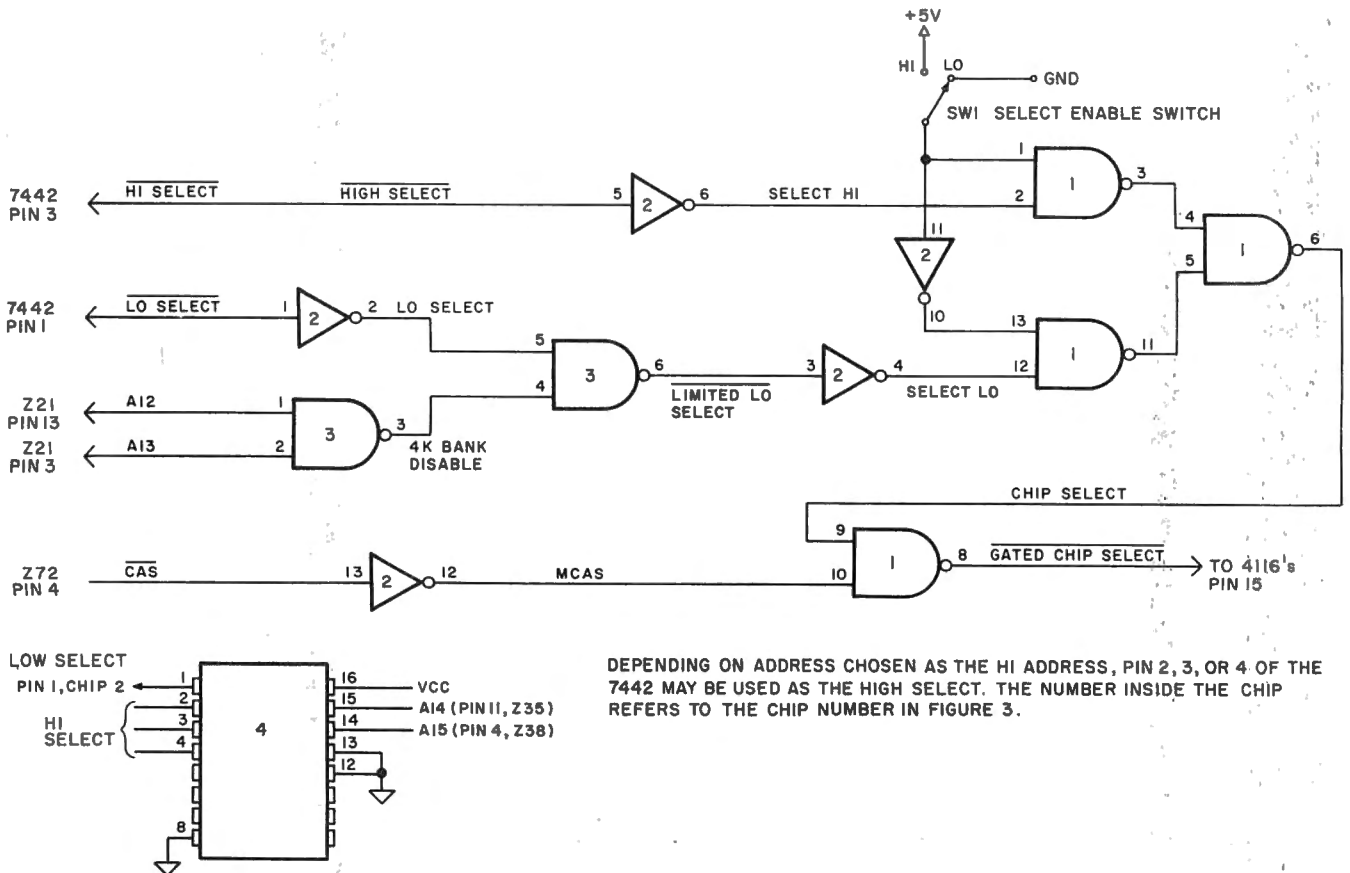 +5V
HI
LO
GND
SW1 SELECT ENABLE SWITCH
7442
PIN 3
HI SELECT
HIGH SELECT
5
2
6
SELECT HI
1
2
1
3
11
2
10
4
5
1
6
7442
PIN 1
LO SELECT
1
2
2
LO SELECT
5
4
3
6
LIMITED LO
SELECT
3
2
4
SELECT LO
13
12
1
11
Z21
PIN 13
A12
1
Z21
PIN 3
A13
2
3
3
4K BANK
DISABLE
CHIP SELECT
Z72
PIN 4
CAS
13
2
12
MCAS
9
10
1
8
GATED CHIP SELECT
TO 4116's
PIN 15
LOW SELECT
PIN 1, CHIP 2
HI
SELECT
1
2
3
4
8
4
16
15
14
13
12
VCC
A14 (PIN 11, Z35)
A15 (PIN 4, Z38)
DEPENDING ON ADDRESS CHOSEN AS THE HI ADDRESS, PIN 2, 3, OR 4 OF THE
7442 MAY BE USED AS THE HIGH SELECT. THE NUMBER INSIDE THE CHIP
REFERS TO THE CHIP NUMBER IN FIGURE 3.